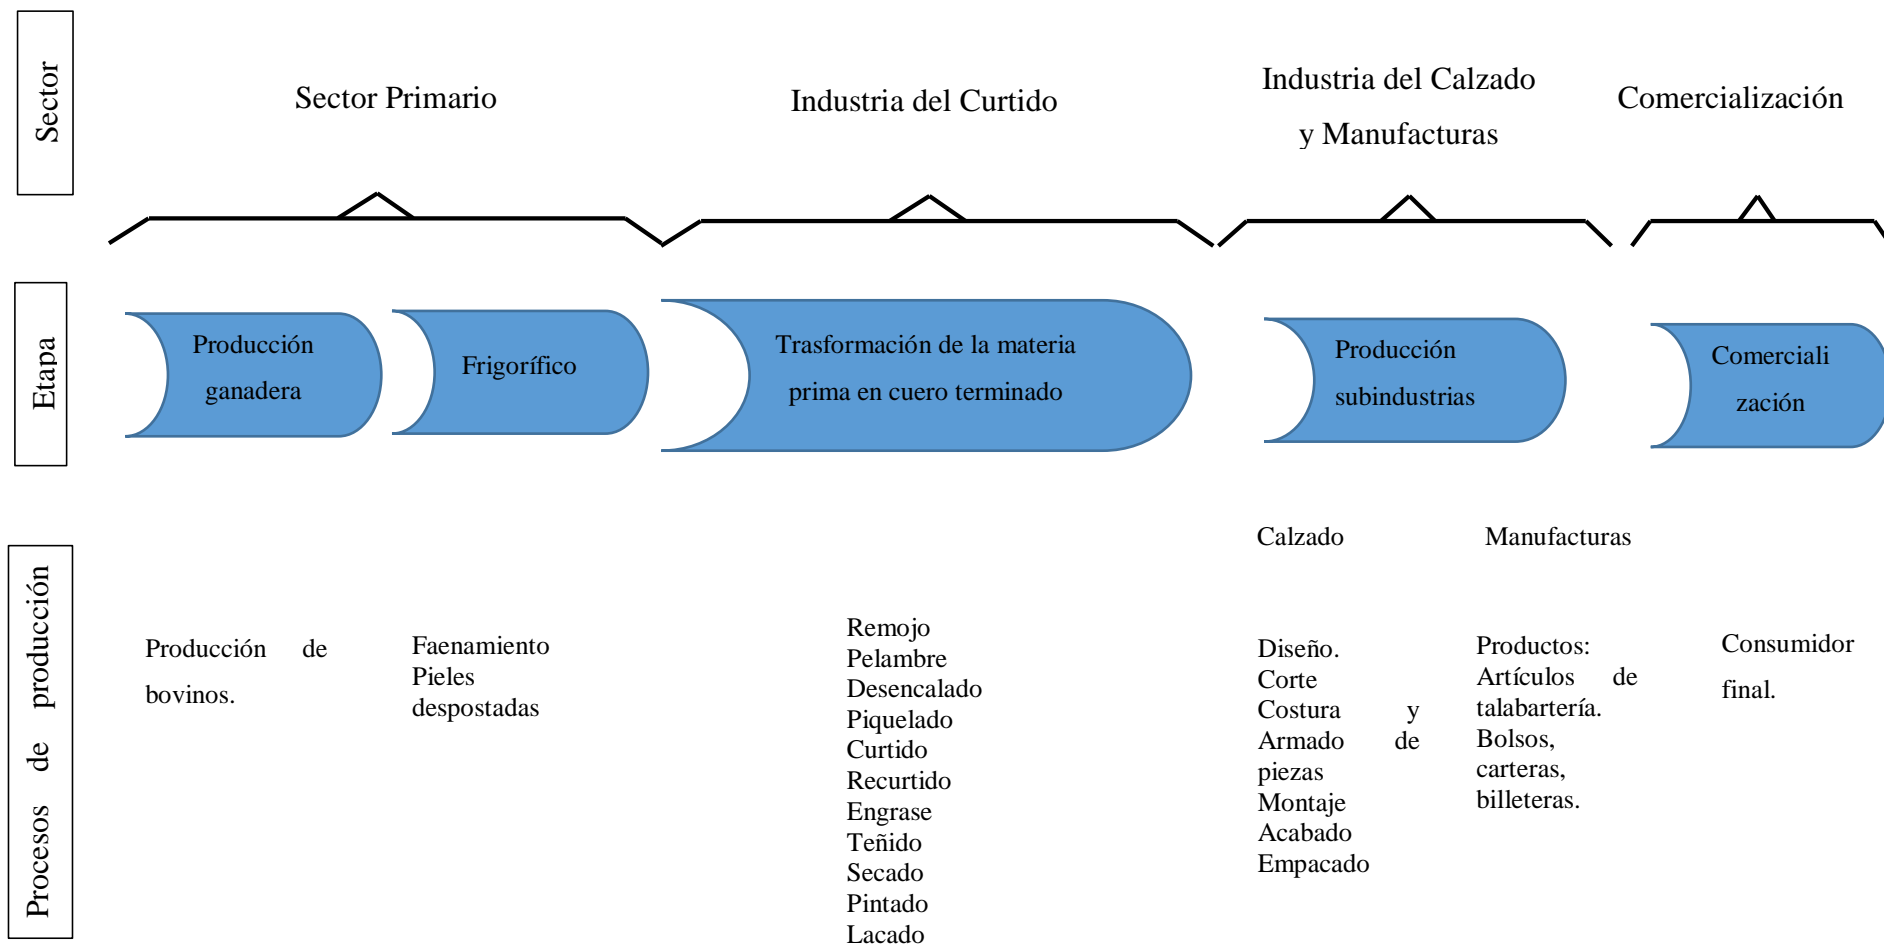 Sector
Sector Primario
Industria del Curtido
Industria del Calzado
y Manufacturas
Comercialización
Etapa
Producción
ganadera
Frigorífico
Trasformación de la materia
prima en cuero terminado
Producción
subindustrias
Comerciali
zación
Procesos de producción
Producción de
bovinos.
Faenamiento
Pieles
despostadas
Remojo
Pelambre
Desencalado
Piquelado
Curtido
Recurtido
Engrase
Teñido
Secado
Pintado
Lacado
Calzado
Diseño.
Corte
Costura y
Armado de
piezas
Montaje
Acabado
Empacado
Manufacturas
Productos:
Artículos de
talabartería.
Bolsos,
carteras,
billeteras.
Consumidor
final.